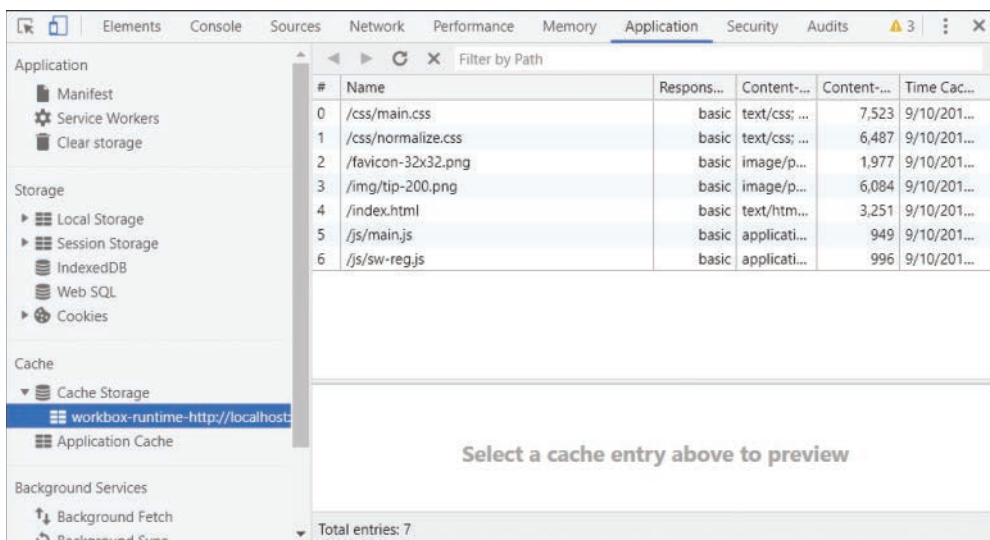 Elements Console Sources Network Performance Memory Application Security Audits 3
Application
Manifest
Service Workers
Clear storage
Storage
Local Storage
Session Storage
IndexedDB
Web SQL
Cookies
Cache
Cache Storage
workbox-runtime-http://localhost:
Application Cache
Background Services
Background Fetch
Background Sync
Filter by Path
# Name Respons... Content-... Content-... Time Cac...
0 /css/main.css basic text/css; ... 7,523 9/10/201...
1 /css/normalize.css basic text/css; ... 6,487 9/10/201...
2 /favicon-32x32.png basic image/p... 1,977 9/10/201...
3 /img/tip-200.png basic image/p... 6,084 9/10/201...
4 /index.html basic text/htm... 3,251 9/10/201...
5 /js/main.js basic applicati... 949 9/10/201...
6 /js/sw-reg.js basic applicati... 996 9/10/201...
Select a cache entry above to preview
Total entries: 7